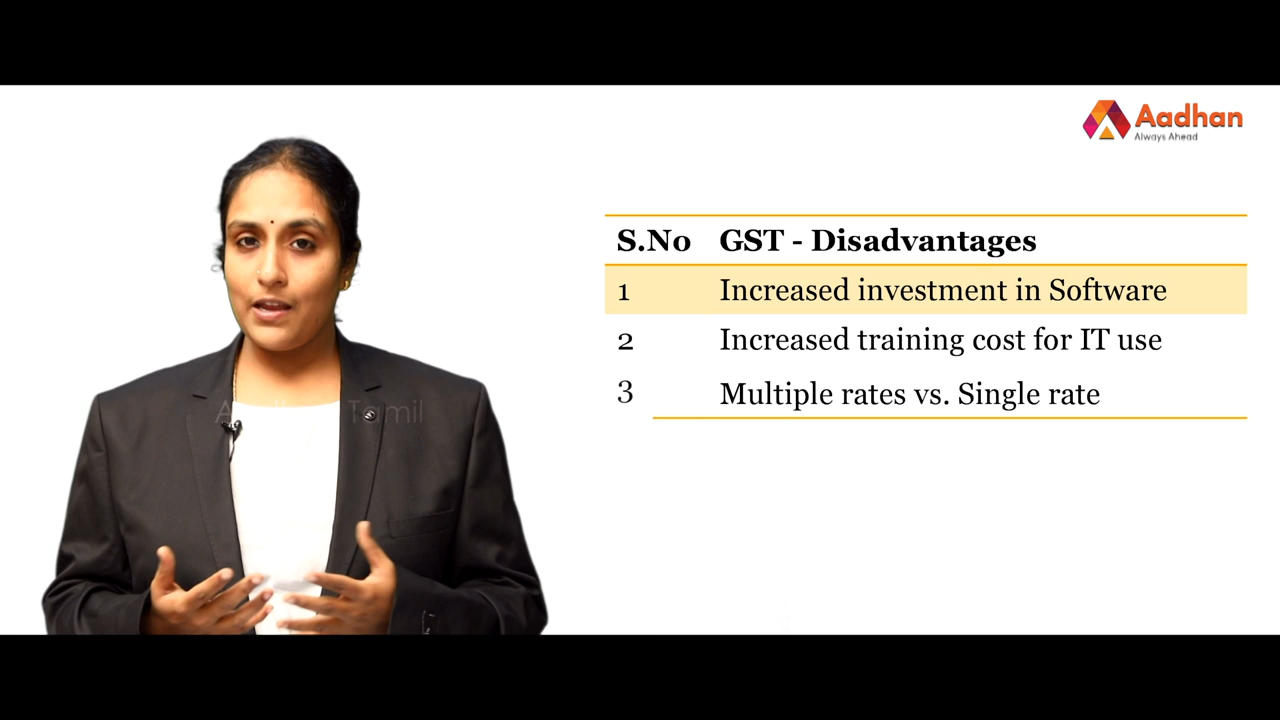 Aadhan
Always Ahead
S.No GST - Disadvantages
1 Increased investment in Software
2 Increased training cost for IT use
3 Multiple rates vs. Single rate
Tamil